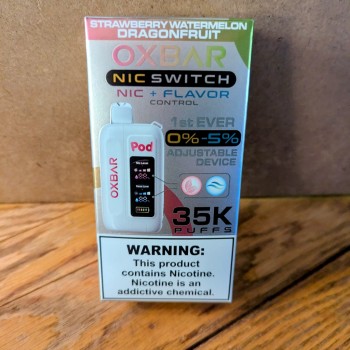 STRAWBERRY WATERMELON
DRAGONFRUIT
OXBAR
NIC SWITCH
NIC + FLAVOR
CONTROL
1st EVER
0%-5%
ADJUSTABLE
DEVICE
Pod
OXBAR
35K
PUFFS
WARNING:
This product
contains Nicotine.
Nicotine is an
addictive chemical.